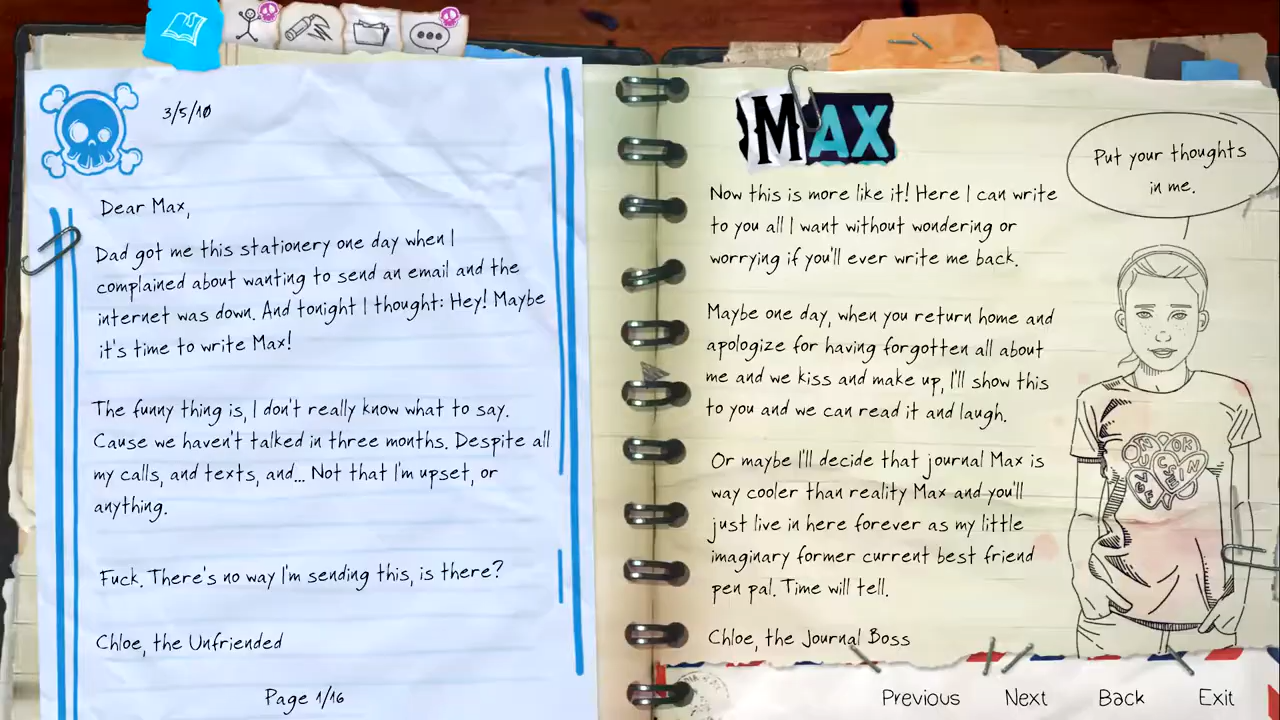 3/5/10
Dear Max,
Dad got me this stationery one day when I
complained about wanting to send an email and the
internet was down. And tonight I thought: Hey! Maybe
it's time to write Max!
The funny thing is, I don't really know what to say.
Cause we haven't talked in three months. Despite all
my calls, and texts, and... Not that I'm upset, or
anything.
Fuck. There's no way I'm sending this, is there?
Chloe, the Unfriended
Page 1/16
MAX
Now this is more like it! Here I can write
to you all I want without wondering or
worrying if you'll ever write me back.
Maybe one day, when you return home and
apologize for having forgotten all about
me and we kiss and make up, I'll show this
to you and we can read it and laugh.
Or maybe I'll decide that journal Max is
way cooler than reality Max and you'll
just live in here forever as my little
imaginary former current best friend
pen pal. Time will tell.
Chloe, the Journal Boss
Put your thoughts
in me.
Previous Next Back Exit